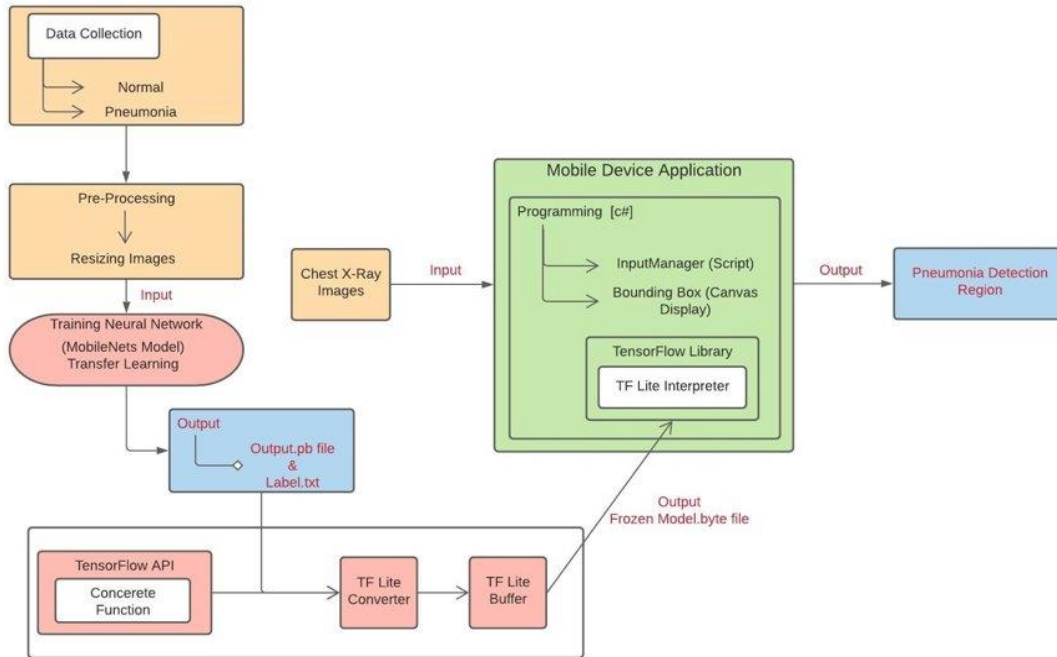 Data Collection
Normal
Pneumonia
Pre-Processing
Resizing Images
Input
Training Neural Network
(MobileNets Model)
Transfer Learning
Output
Output.pb file
&
Label.txt
TensorFlow API
Concerete
Function
TF Lite
Converter
TF Lite
Buffer
Output
Frozen Model.byte file
Chest X-Ray
Images
Input
Mobile Device Application
Programming [c#]
InputManager (Script)
Bounding Box (Canvas
Display)
TensorFlow Library
TF Lite Interpreter
Output
Pneumonia Detection
Region